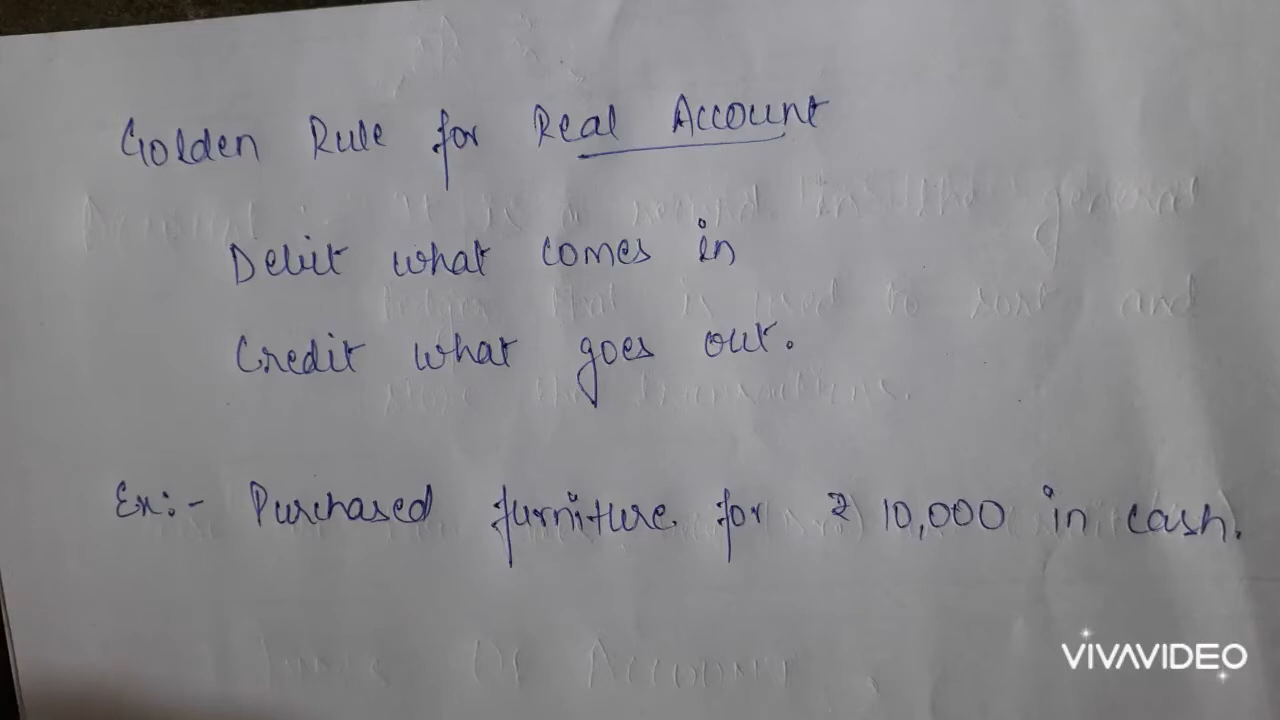 Golden Rule for Real Account
Debit what comes in
Credit what goes out.
Ex:- Purchased furniture for ₹ 10,000 in cash.
VIVAVIDEO